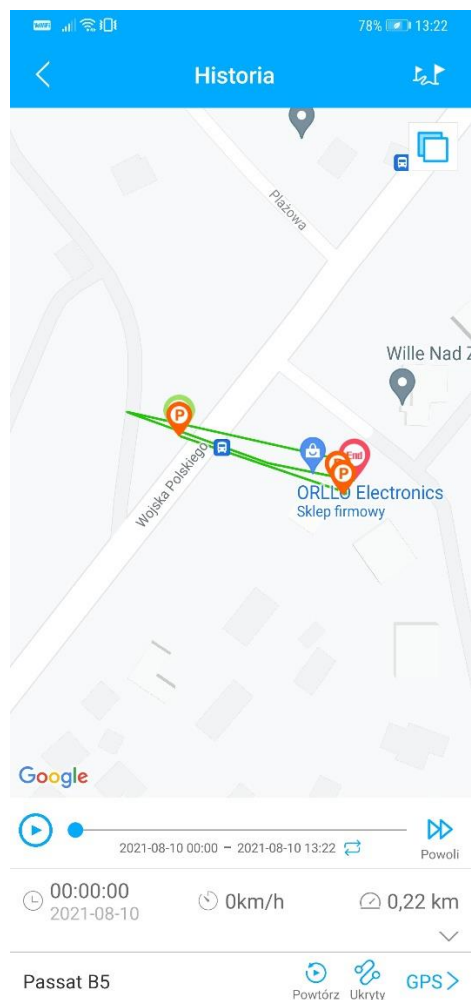 78% 13:22
Historia
Plażowa
Wille Nad Z
P
Wojska Polskiego
End
P
ORLLO Electronics
Sklep firmowy
Google
2021-08-10 00:00 – 2021-08-10 13:22
Powoli
00:00:00
2021-08-10
0km/h
0,22 km
Passat B5
Powtórz
Ukryty
GPS